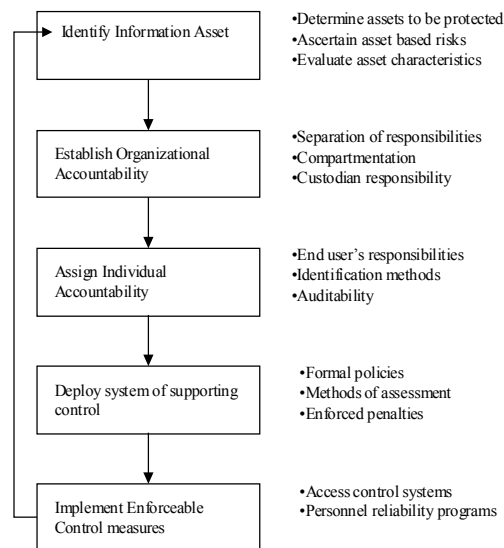 Identify Information Asset
•Determine assets to be protected
•Ascertain asset based risks
•Evaluate asset characteristics
Establish Organizational
Accountability
•Separation of responsibilities
•Compartmentation
•Custodian responsibility
Assign Individual
Accountability
•End user's responsibilities
•Identification methods
•Auditability
Deploy system of supporting
control
•Formal policies
•Methods of assessment
•Enforced penalties
Implement Enforceable
Control measures
•Access control systems
•Personnel reliability programs